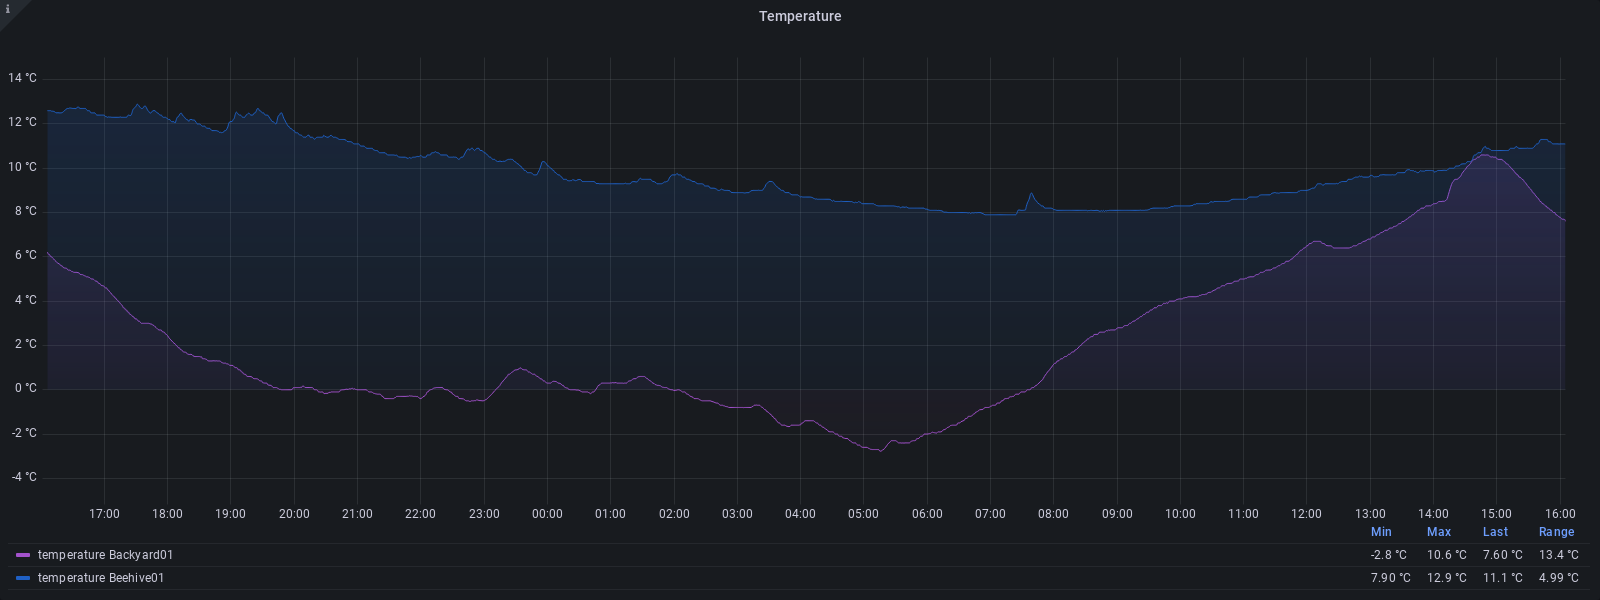 i
Temperature
14 °C
12 °C
10 °C
8 °C
6 °C
4 °C
2 °C
0 °C
-2 °C
-4 °C
17:00 18:00 19:00 20:00 21:00 22:00 23:00 00:00 01:00 02:00 03:00 04:00 05:00 06:00 07:00 08:00 09:00 10:00 11:00 12:00 13:00 14:00 15:00 16:00
Min Max Last Range
temperature Backyard01 -2.8 °C 10.6 °C 7.60 °C 13.4 °C
temperature Beehive01 7.90 °C 12.9 °C 11.1 °C 4.99 °C